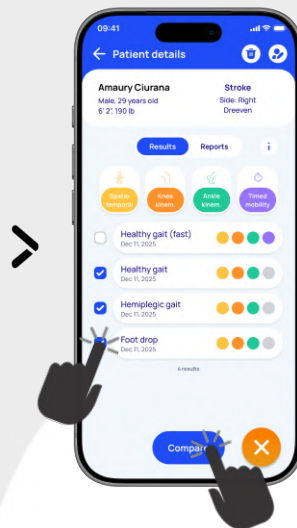 09:41
Patient details
Amaury Ciurana
Male, 29 years old
6' 2", 190 lb
Stroke
Side: Right
Dreeven
Results
Reports
i
Spatio
temporal
Knee
kinem.
Ankle
kinem.
Timed
mobility
Healthy gait (fast)
Dec 11, 2025
Healthy gait
Dec 11, 2025
Hemiplegic gait
Dec 11, 2025
Foot drop
Dec 11, 2025
4 results
Compare